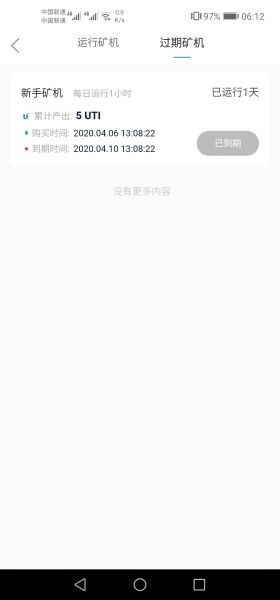 中国联通 46 46 0.9 97% 06:12
中国联通 K/s
运行矿机 过期矿机
新手矿机 每日运行1小时 已运行1天
累计产出: 5 UTI
购买时间: 2020.04.06 13:08:22
已到期
到期时间: 2020.04.10 13:08:22
没有更多内容